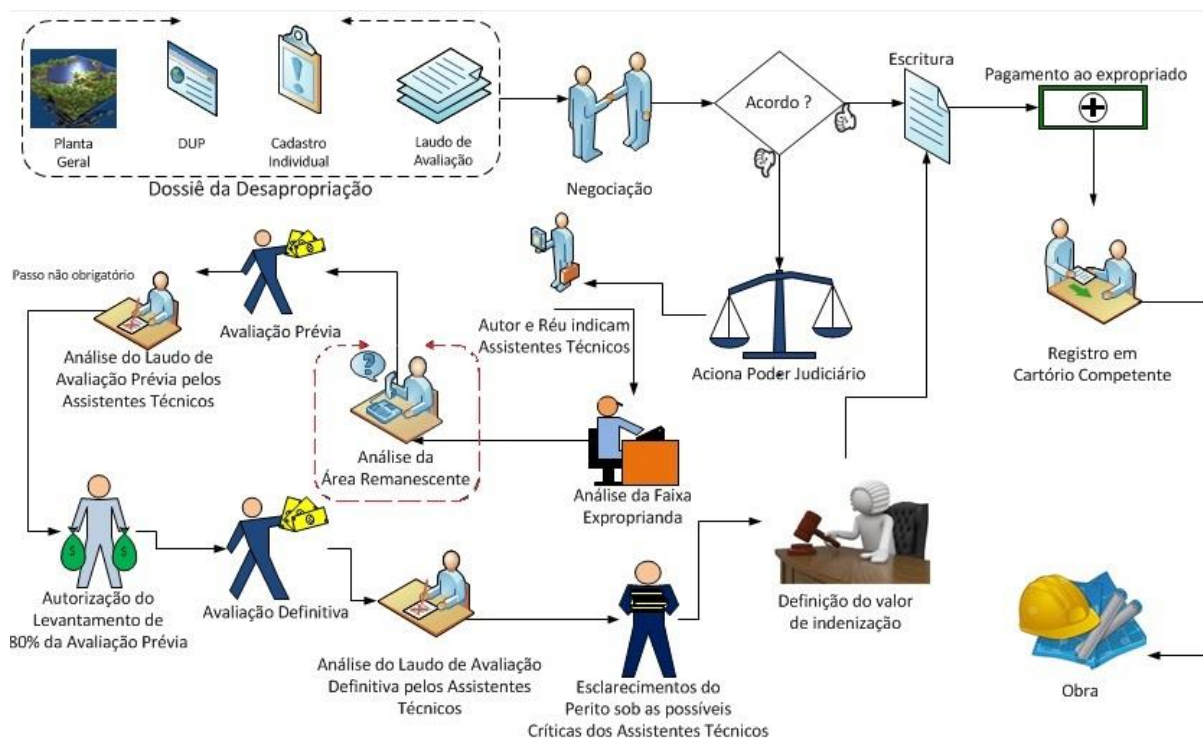 Planta
Geral
DUP
Cadastro
Individual
Laudo de
Avaliação
Dossiê da Desapropriação
Negociação
Acordo ?
Escritura
Pagamento ao expropriado
Registro em
Cartório Competente
Aciona Poder Judiciário
Autor e Réu indicam
Assistentes Técnicos
Análise da Faixa
Exproprianda
Análise da
Área Remanescente
Avaliação Prévia
Passo não obrigatório
Análise do Laudo de
Avaliação Prévia pelos
Assistentes Técnicos
Autorização do
Levantamento de
80% da Avaliação Prévia
Avaliação Definitiva
Análise do Laudo de Avaliação
Definitiva pelos Assistentes
Técnicos
Esclarecimentos do
Perito sob as possíveis
Críticas dos Assistentes Técnicos
Definição do valor
de indenização
Obra